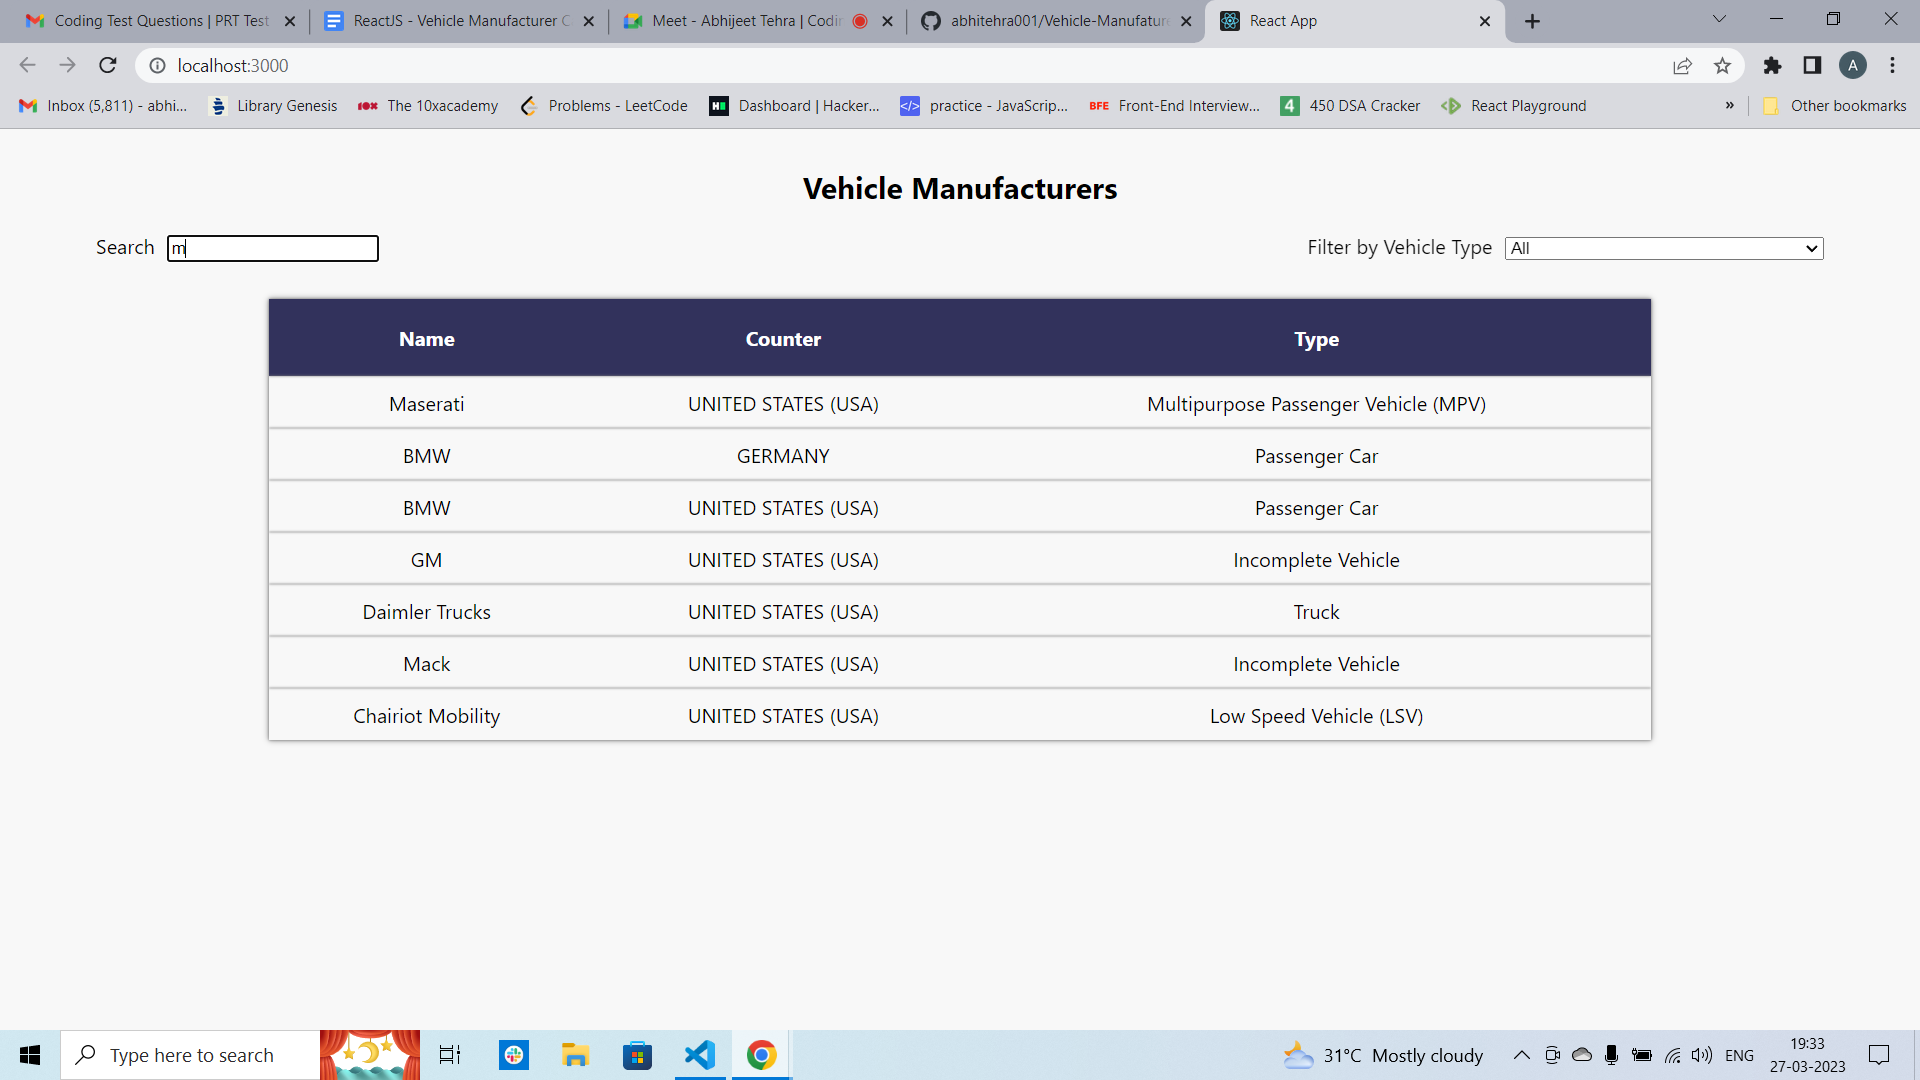 Coding Test Questions | PRT Test
ReactJS - Vehicle Manufacturer C
Meet - Abhijeet Tehra | Codin
abhitehra001/Vehicle-Manufature
React App
localhost:3000
A
Inbox (5,811) - abhi...
Library Genesis
The 10xacademy
Problems - LeetCode
Dashboard | Hacker...
practice - JavaScrip...
BFE Front-End Interview...
4 450 DSA Cracker
React Playground
»
Other bookmarks
Vehicle Manufacturers
Search m
Filter by Vehicle Type All
Name Counter Type
Maserati UNITED STATES (USA) Multipurpose Passenger Vehicle (MPV)
BMW GERMANY Passenger Car
BMW UNITED STATES (USA) Passenger Car
GM UNITED STATES (USA) Incomplete Vehicle
Daimler Trucks UNITED STATES (USA) Truck
Mack UNITED STATES (USA) Incomplete Vehicle
Chairiot Mobility UNITED STATES (USA) Low Speed Vehicle (LSV)
Type here to search
31°C Mostly cloudy
ENG
19:33
27-03-2023